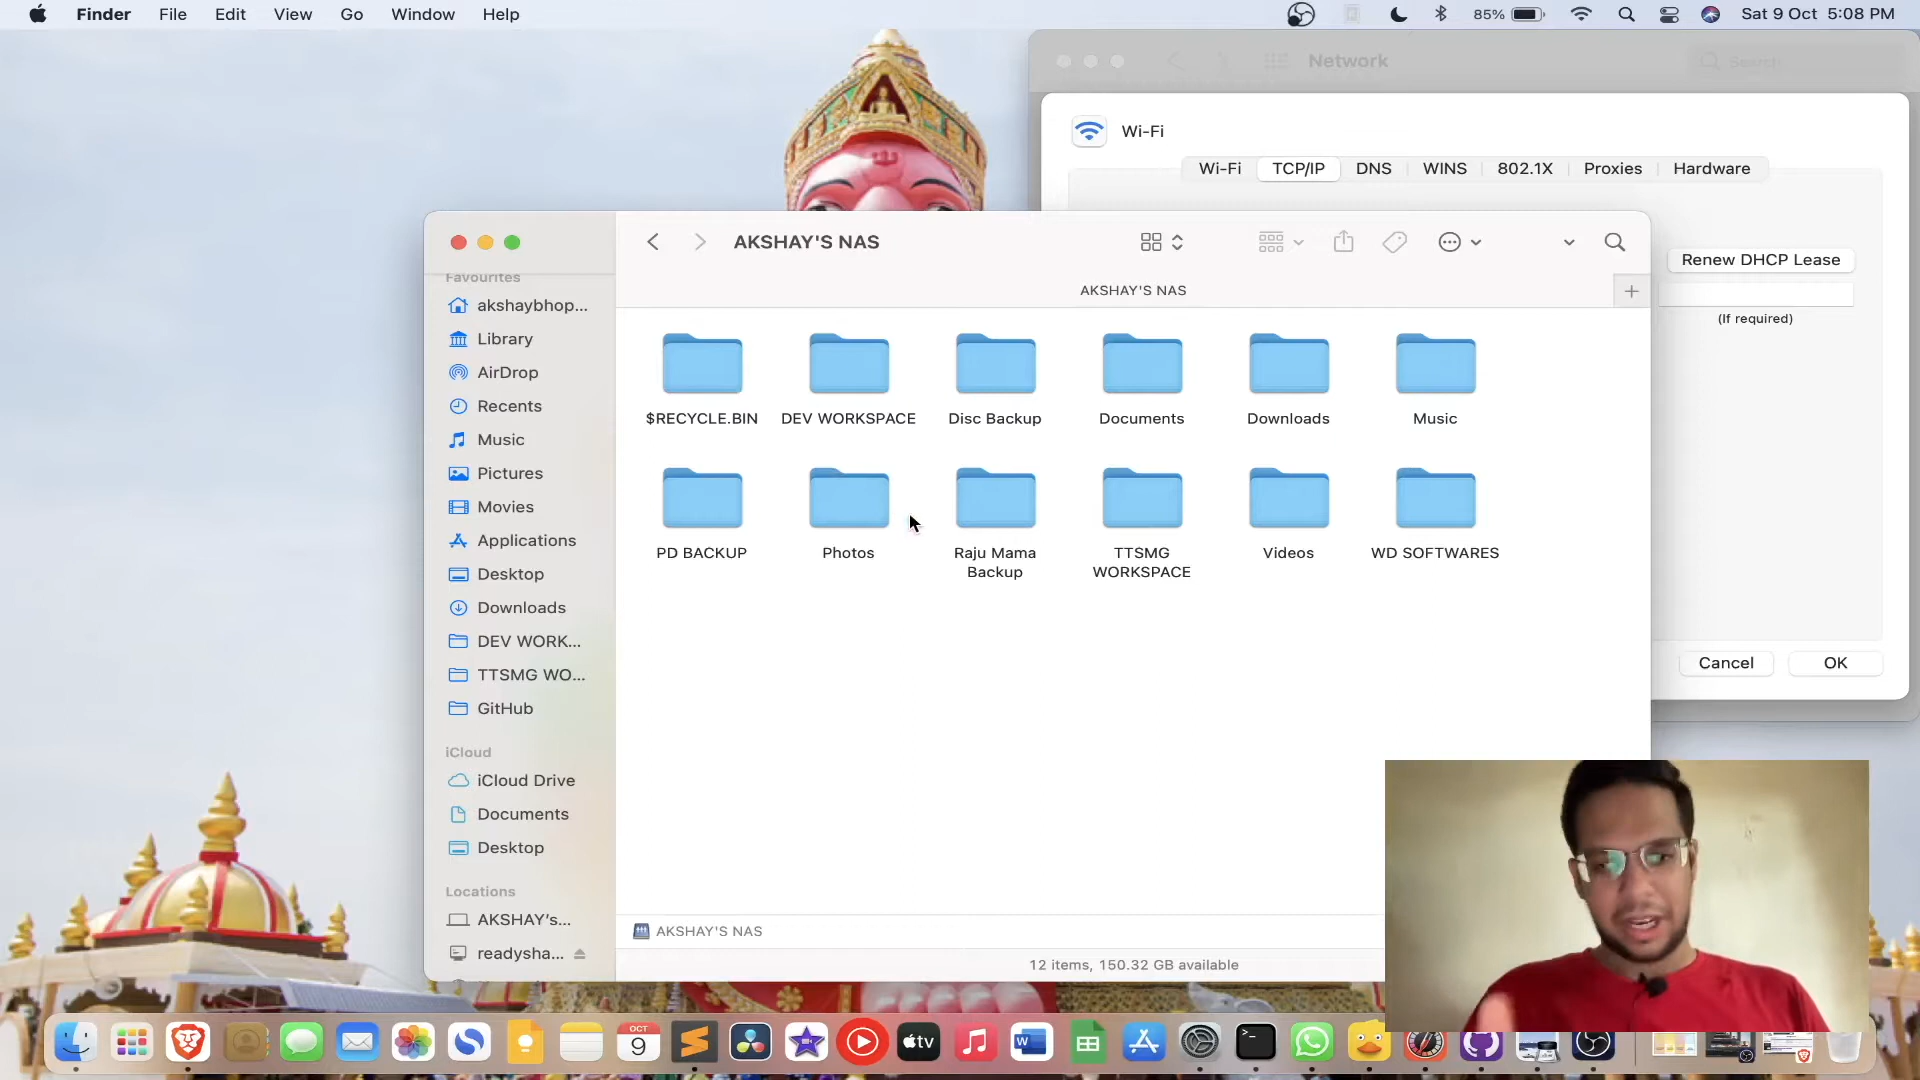 Finder File Edit View Go Window Help
85% Sat 9 Oct 5:08 PM
Network
Search
Wi-Fi
Wi-Fi TCP/IP DNS WINS 802.1X Proxies Hardware
Renew DHCP Lease
(If required)
Cancel OK
AKSHAY'S NAS
AKSHAY'S NAS
Favourites
akshaybhop...
Library
AirDrop
Recents
Music
Pictures
Movies
Applications
Desktop
Downloads
DEV WORK...
TTSMG WO...
GitHub
iCloud
iCloud Drive
Documents
Desktop
Locations
AKSHAY's...
readysha...
$RECYCLE.BIN DEV WORKSPACE Disc Backup Documents Downloads Music
PD BACKUP Photos Raju Mama Backup TTSMG WORKSPACE Videos WD SOFTWARES
AKSHAY'S NAS
12 items, 150.32 GB available
OCT
9
tv